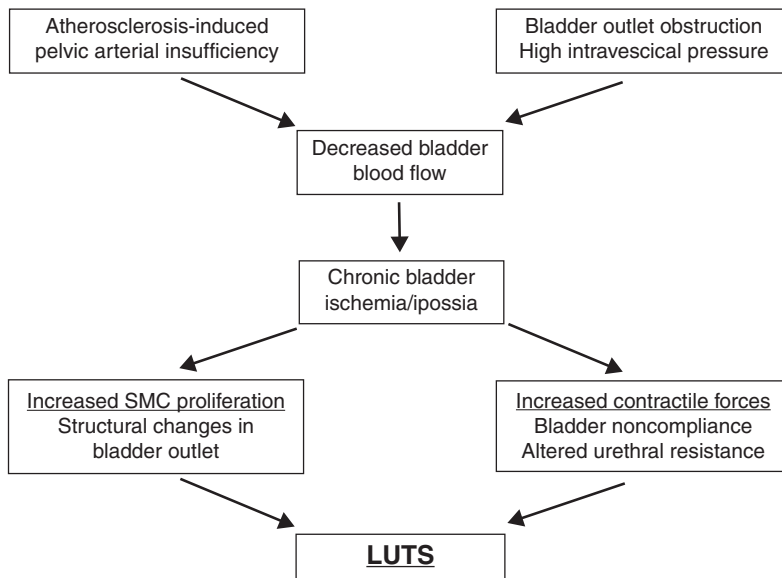 Atherosclerosis-induced
pelvic arterial insufficiency
Bladder outlet obstruction
High intravescical pressure
Decreased bladder
blood flow
Chronic bladder
ischemia/ipossia
Increased SMC proliferation
Structural changes in
bladder outlet
Increased contractile forces
Bladder noncompliance
Altered urethral resistance
LUTS